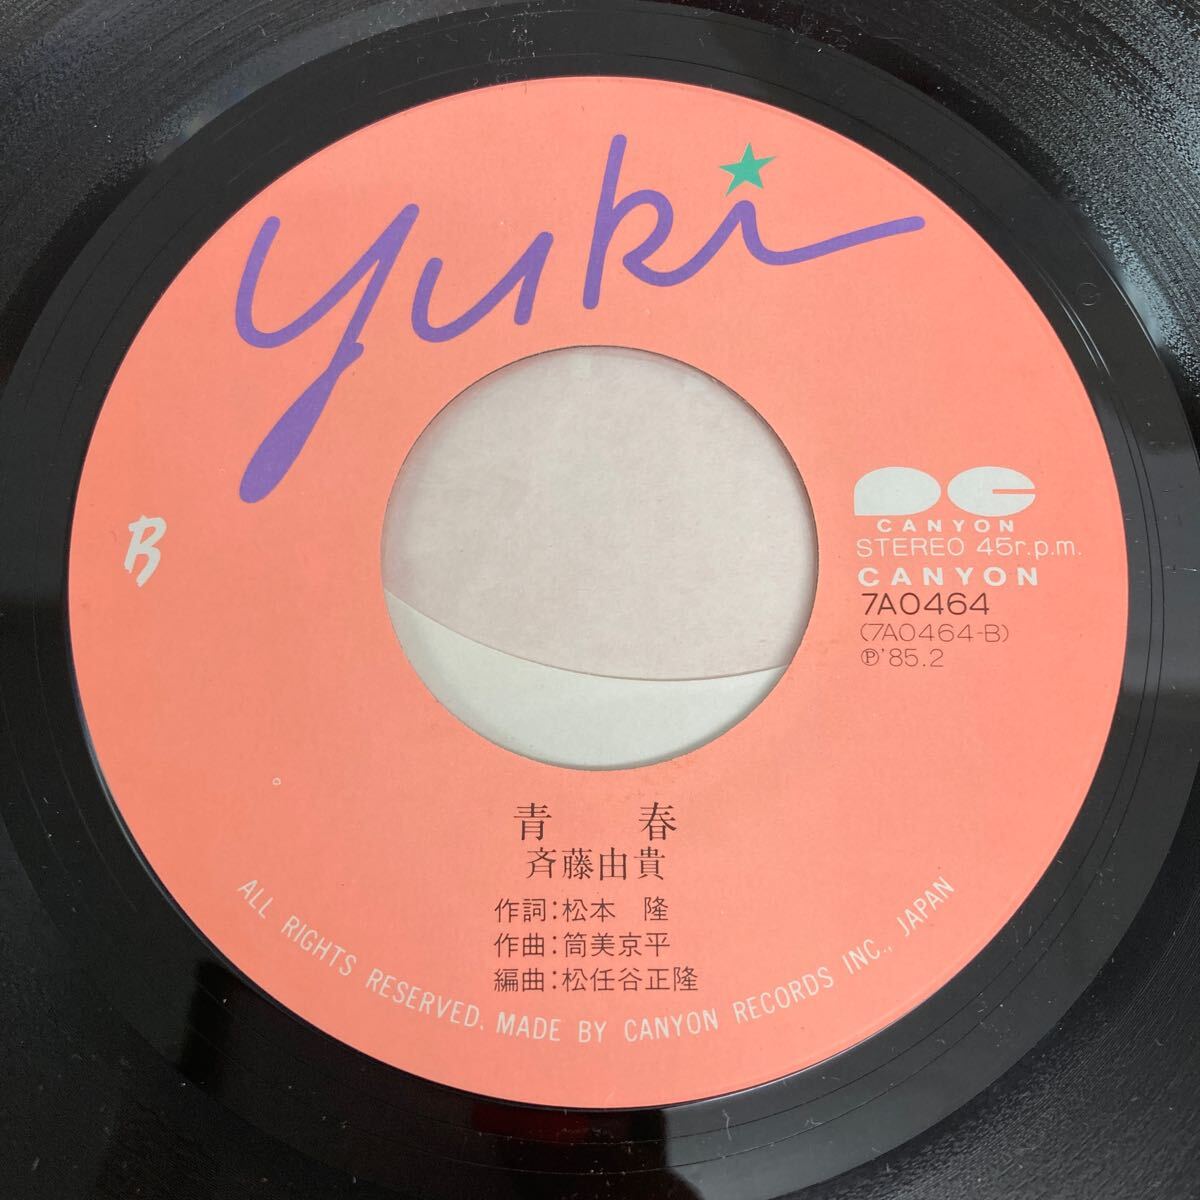 yuki
B
CANYON
STEREO 45r.p.m.
CANYON
7A0464
(7A0464-B)
℗'85.2
青 春
斉藤由貴
作詞:松本 隆
作曲:筒美京平
編曲:松任谷正隆
ALL RIGHTS RESERVED. MADE BY CANYON RECORDS INC., JAPAN